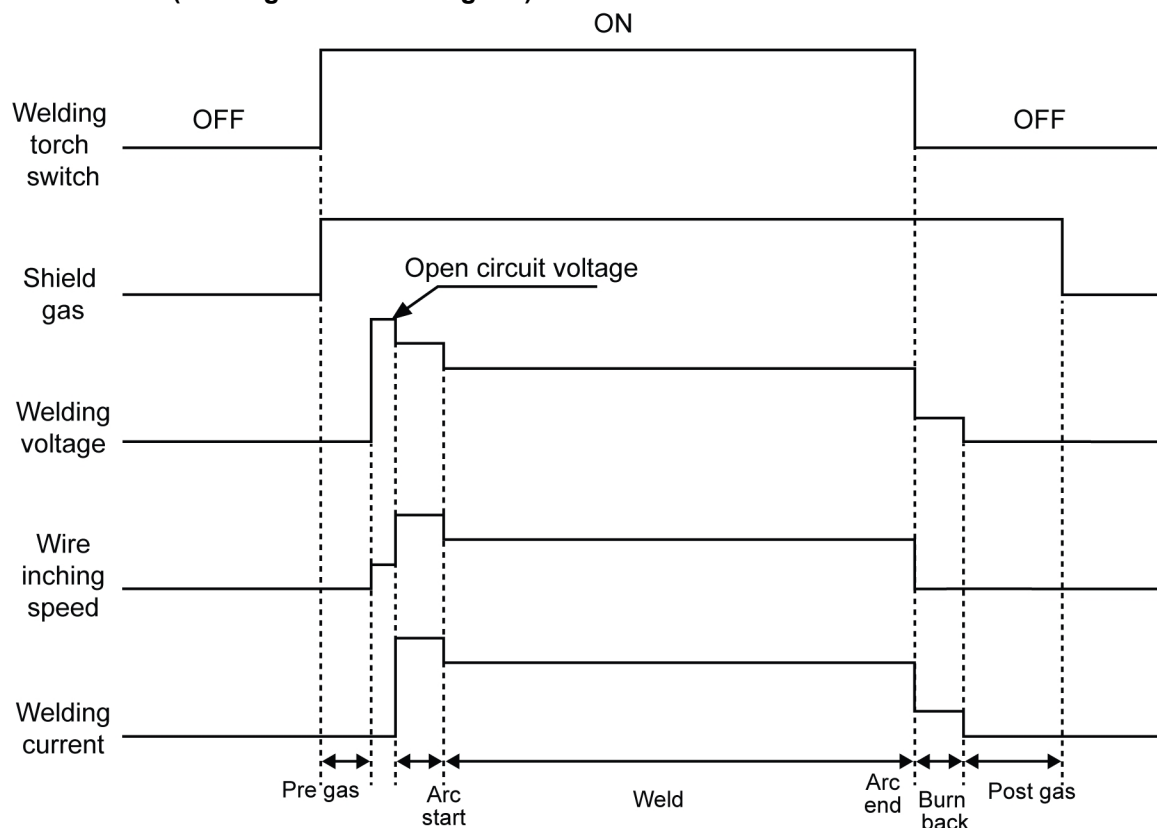 ON
Welding
torch
switch
OFF
OFF
Shield
gas
Open circuit voltage
Welding
voltage
Wire
inching
speed
Welding
current
Pre gas
Arc
start
Weld
Arc
end
Burn
back
Post gas